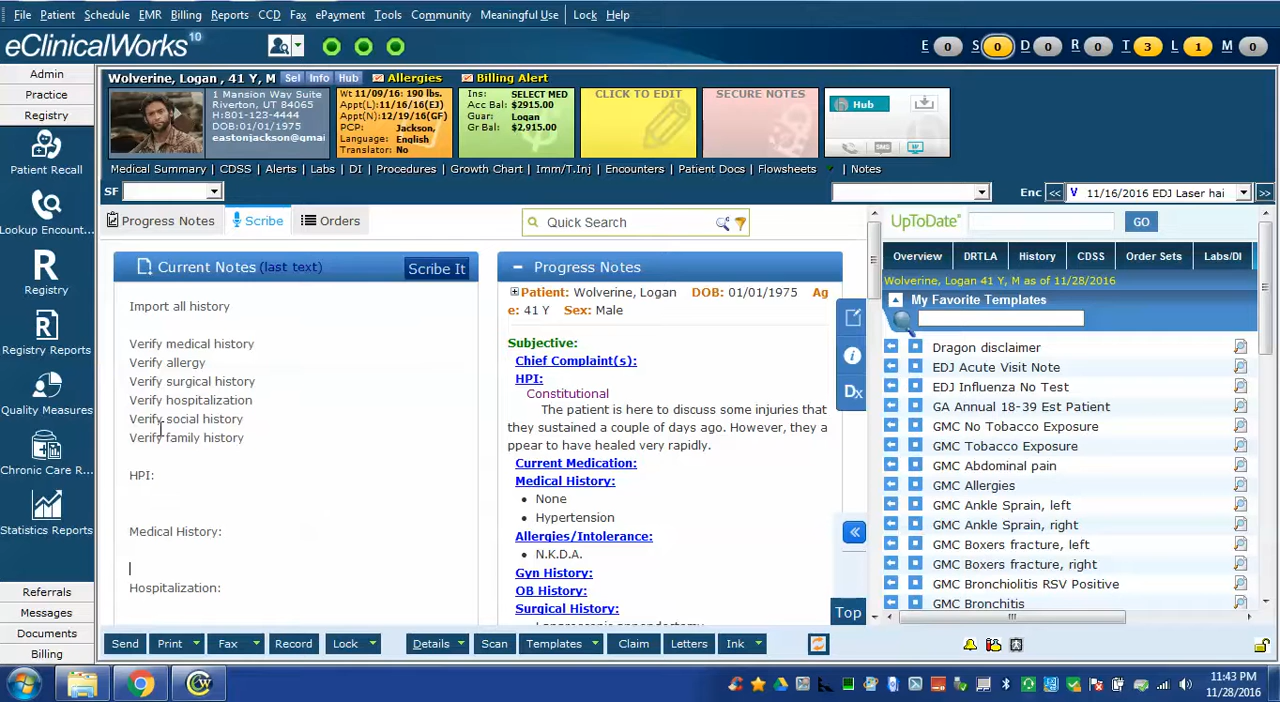 File Patient Schedule EMR Billing Reports CCD Fax ePayment Tools Community Meaningful Use Lock Help
eClinicalWorks 10
E 0 S 0 D 0 R 0 T 3 L 1 M 0
Admin
Practice
Registry
Patient Recall
Lookup Encount...
Registry
Registry Reports
Quality Measures
Chronic Care R...
Statistics Reports
Referrals
Messages
Documents
Billing
Wolverine, Logan , 41 Y, M Sel Info Hub Allergies Billing Alert
1 Mansion Way Suite
Riverton, UT 84065
H:801-123-4444
DOB:01/01/1975
eastonjackson@gmai
Wt 11/09/16: 190 lbs.
Appt(L):11/16/16(EJ)
Appt(N):12/19/16(GF)
PCP: Jackson,
Language: English
Translator: No
Ins: SELECT MED
Acc Bal: $2915.00
Guar: Logan
Gr Bal: $2,915.00
CLICK TO EDIT
SECURE NOTES
Hub
SMS
W
Medical Summary | CDSS | Alerts | Labs | DI | Procedures | Growth Chart | Imm/T.Inj | Encounters | Patient Docs | Flowsheets | Notes
SF
Enc << V 11/16/2016 EDJ Laser hai >>
Progress Notes Scribe Orders
Quick Search
Current Notes (last text) Scribe It
Import all history
Verify medical history
Verify allergy
Verify surgical history
Verify hospitalization
Verify social history
Verify family history
HPI:
Medical History:
Hospitalization:
Progress Notes
Patient: Wolverine, Logan DOB: 01/01/1975 Ag
e: 41 Y Sex: Male
Subjective:
Chief Complaint(s):
HPI:
Constitutional
The patient is here to discuss some injuries that
they sustained a couple of days ago. However, they a
ppear to have healed very rapidly.
Current Medication:
Medical History:
• None
• Hypertension
Allergies/Intolerance:
• N.K.D.A.
Gyn History:
OB History:
Surgical History:
Dx
Top
UpToDate GO
Overview DRTLA History CDSS Order Sets Labs/DI
Wolverine, Logan 41 Y, M as of 11/28/2016
My Favorite Templates
Dragon disclaimer
EDJ Acute Visit Note
EDJ Influenza No Test
GA Annual 18-39 Est Patient
GMC No Tobacco Exposure
GMC Tobacco Exposure
GMC Abdominal pain
GMC Allergies
GMC Ankle Sprain, left
GMC Ankle Sprain, right
GMC Boxers fracture, left
GMC Boxers fracture, right
GMC Bronchiolitis RSV Positive
GMC Bronchitis
Send Print Fax Record Lock Details Scan Templates Claim Letters Ink
11:43 PM
11/28/2016